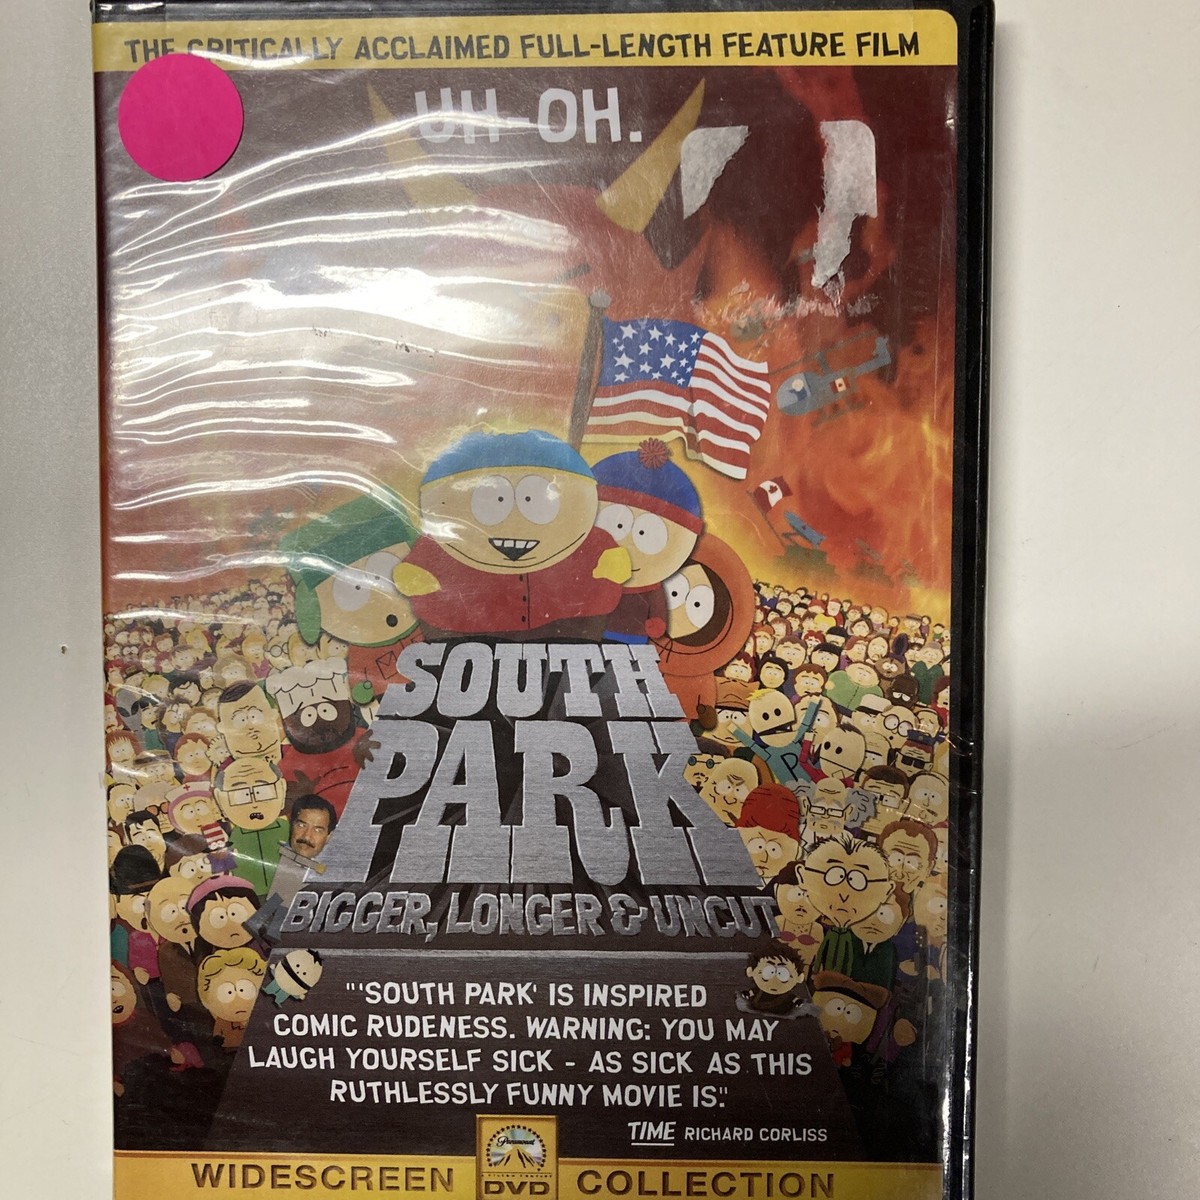 THE CRITICALLY ACCLAIMED FULL-LENGTH FEATURE FILM
UH-OH.
SOUTH
PARK
BIGGER, LONGER & UNCUT
"'SOUTH PARK' IS INSPIRED
COMIC RUDENESS. WARNING: YOU MAY
LAUGH YOURSELF SICK - AS SICK AS THIS
RUTHLESSLY FUNNY MOVIE IS."
TIME RICHARD CORLISS
Paramount
WIDESCREEN DVD COLLECTION